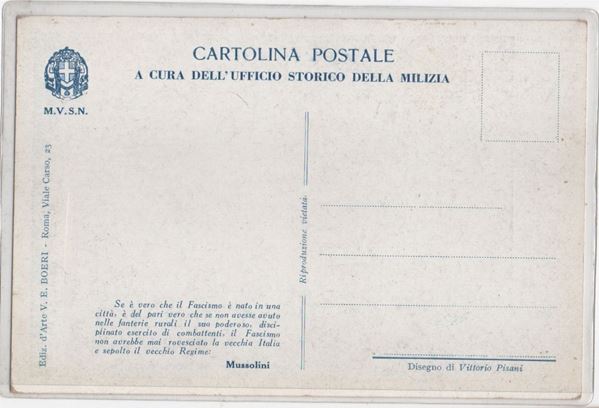 CARTOLINA POSTALE
A CURA DELL'UFFICIO STORICO DELLA MILIZIA
M.V.S.N.
Ediz. d'Arte V. E. BOERI - Roma, Viale Carso, 23
Se è vero che il Fascismo è nato in una
città, è del pari vero che se non avesse avuto
nelle fanterie rurali il suo poderoso, disci-
plinato esercito di combattenti, il Fascismo
non avrebbe mai rovesciato la vecchia Italia
e sepolto il vecchio Regime:
Mussolini
Riproduzione vietata
Disegno di Vittorio Pisani